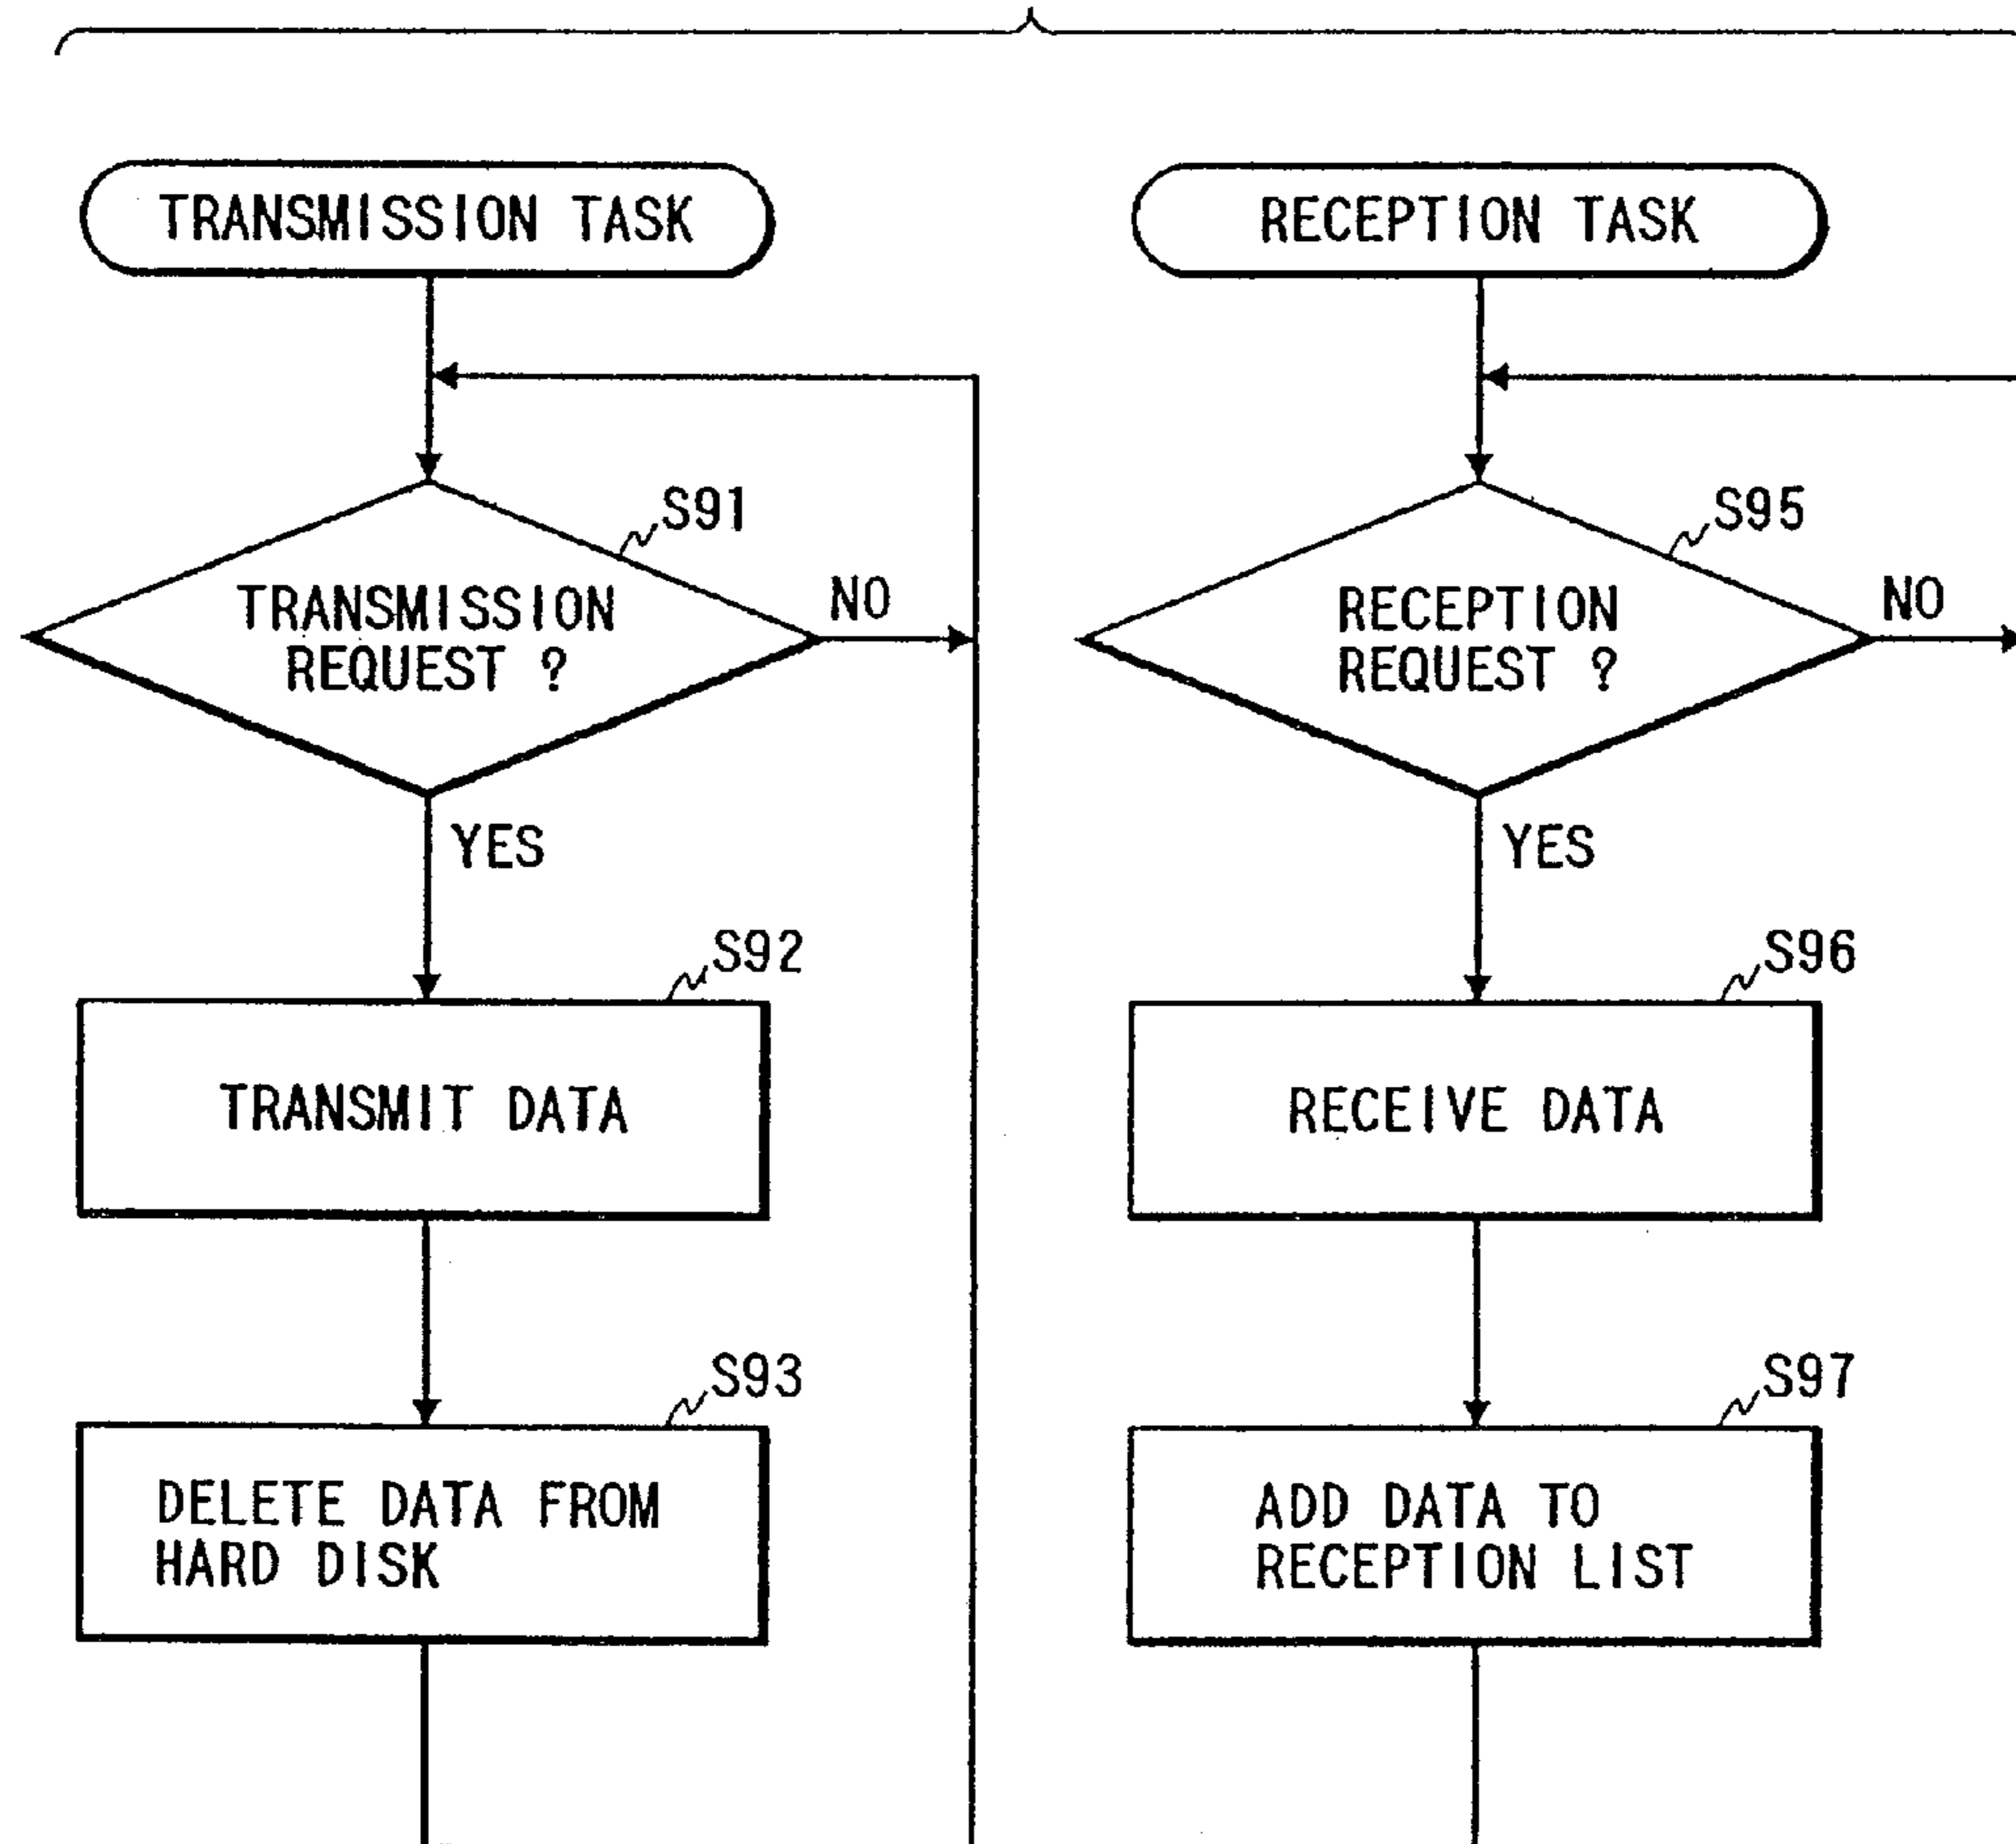 TRANSMISSION TASK
S91
TRANSMISSION
REQUEST ?
NO
YES
S92
TRANSMIT DATA
S93
DELETE DATA FROM
HARD DISK
RECEPTION TASK
S95
RECEPTION
REQUEST ?
NO
YES
S96
RECEIVE DATA
S97
ADD DATA TO
RECEPTION LIST